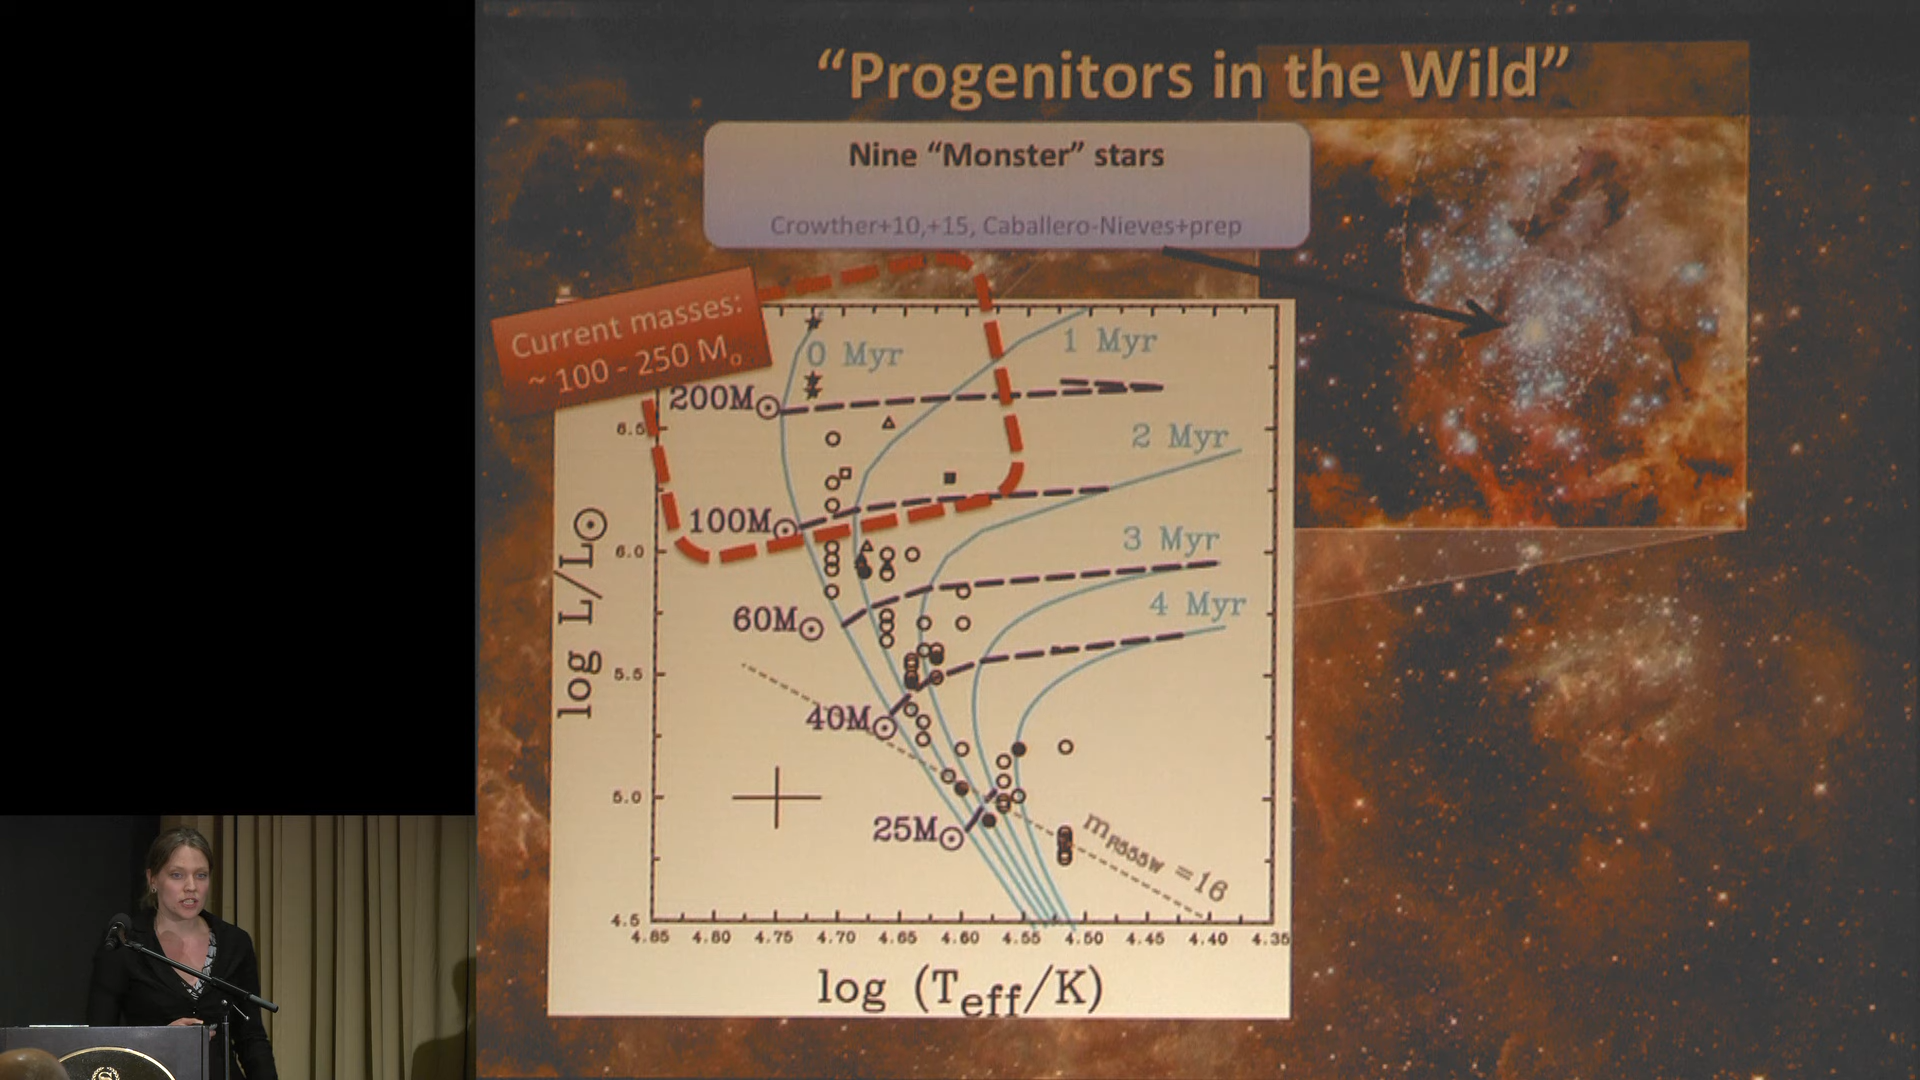 “Progenitors in the Wild”
Nine “Monster” stars
Crowther+10,+15, Caballero-Nieves+prep
Current masses:
~ 100 - 250 M☉
0 Myr
1 Myr
200M☉
6.5
2 Myr
100M☉
6.0
3 Myr
60M☉
4 Myr
log L/L☉
5.5
40M☉
5.0
25M☉
mF555W =16
4.5
4.85 4.80 4.75 4.70 4.65 4.60 4.55 4.50 4.45 4.40 4.35
log (Teff/K)
S